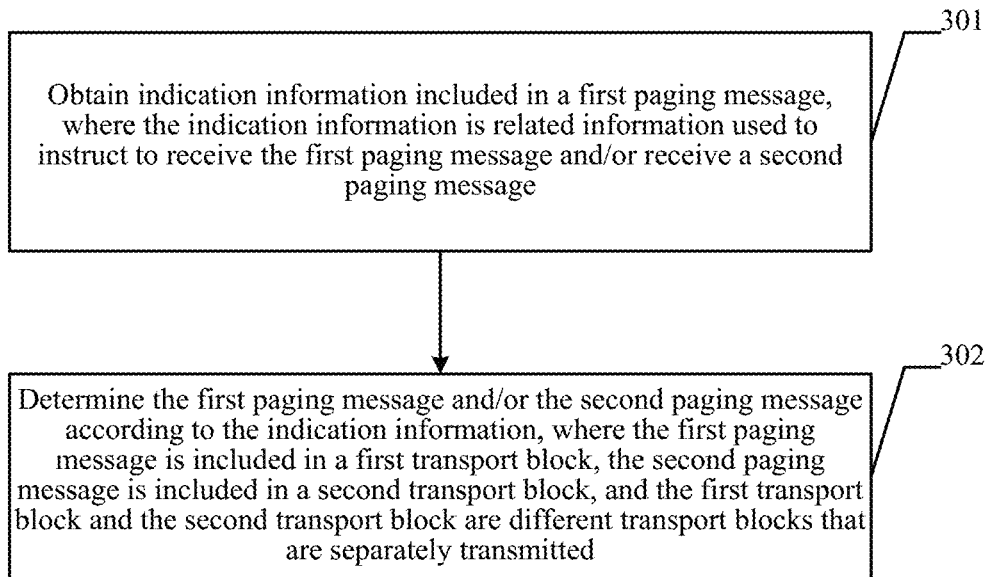 301
Obtain indication information included in a first paging message,
where the indication information is related information used to
instruct to receive the first paging message and/or receive a second
paging message
302
Determine the first paging message and/or the second paging message
according to the indication information, where the first paging
message is included in a first transport block, the second paging
message is included in a second transport block, and the first transport
block and the second transport block are different transport blocks that
are separately transmitted